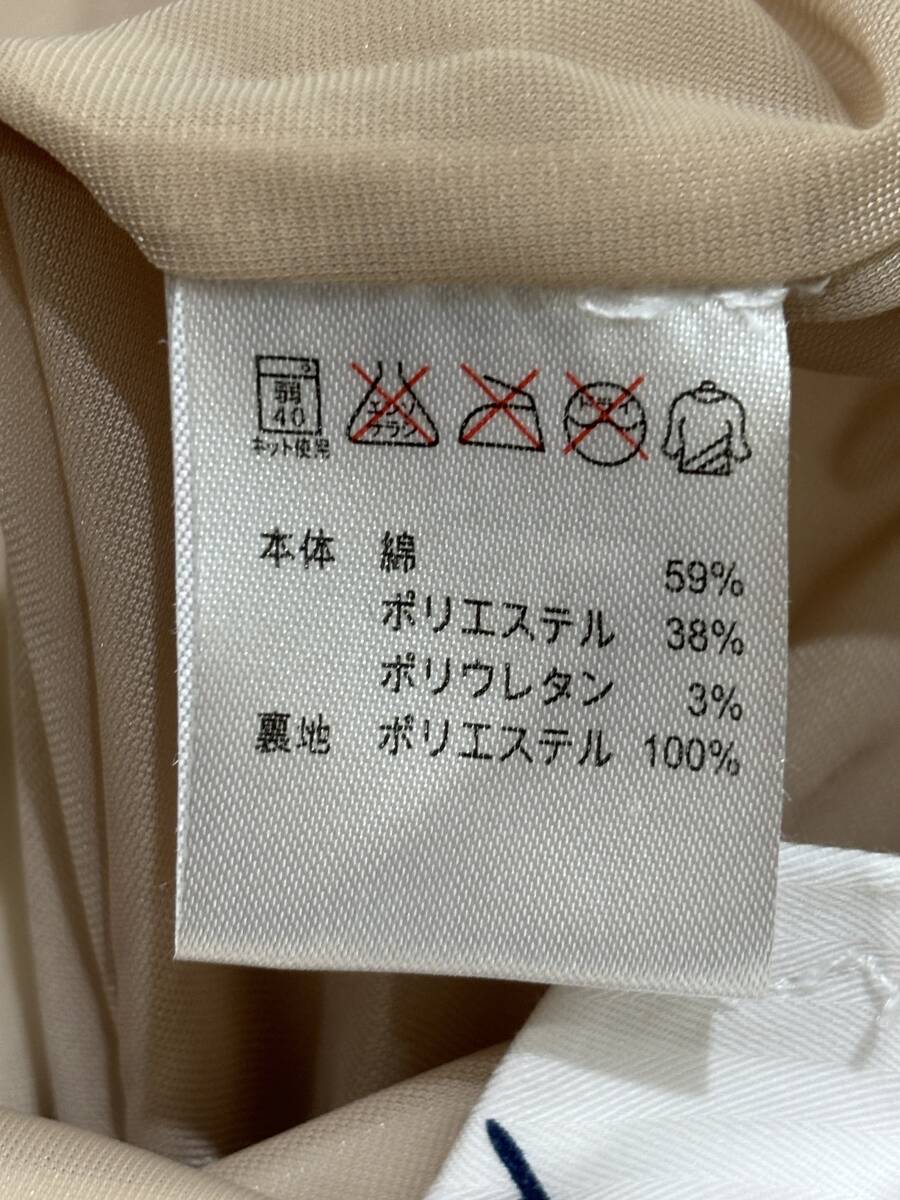 弱
40
ネット使用
エンソ
サラシ
ドライ
本体 綿 59%
ポリエステル 38%
ポリウレタン 3%
裏地 ポリエステル 100%